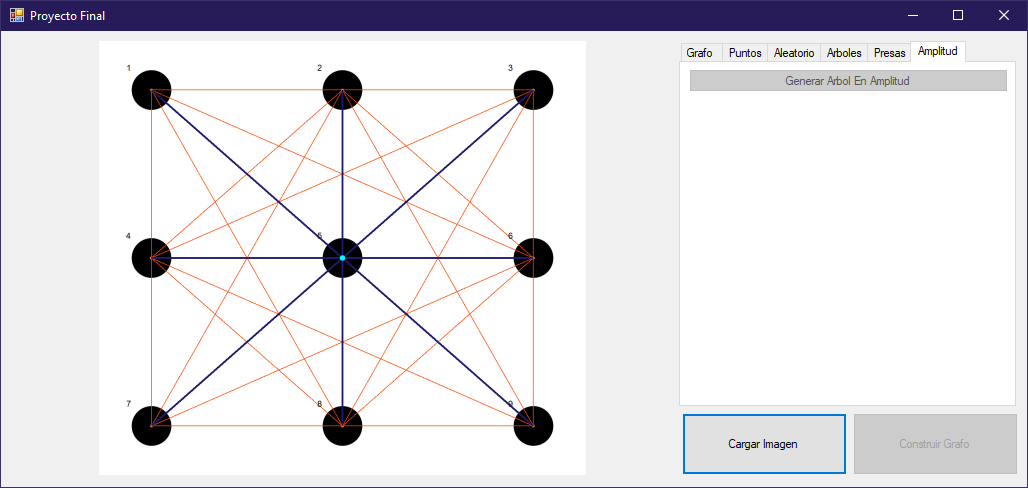 Proyecto Final
Grafo Puntos Aleatorio Arboles Presas Amplitud
Generar Arbol En Amplitud
1 2 3
4 5 6
7 8 9
Cargar Imagen Construir Grafo